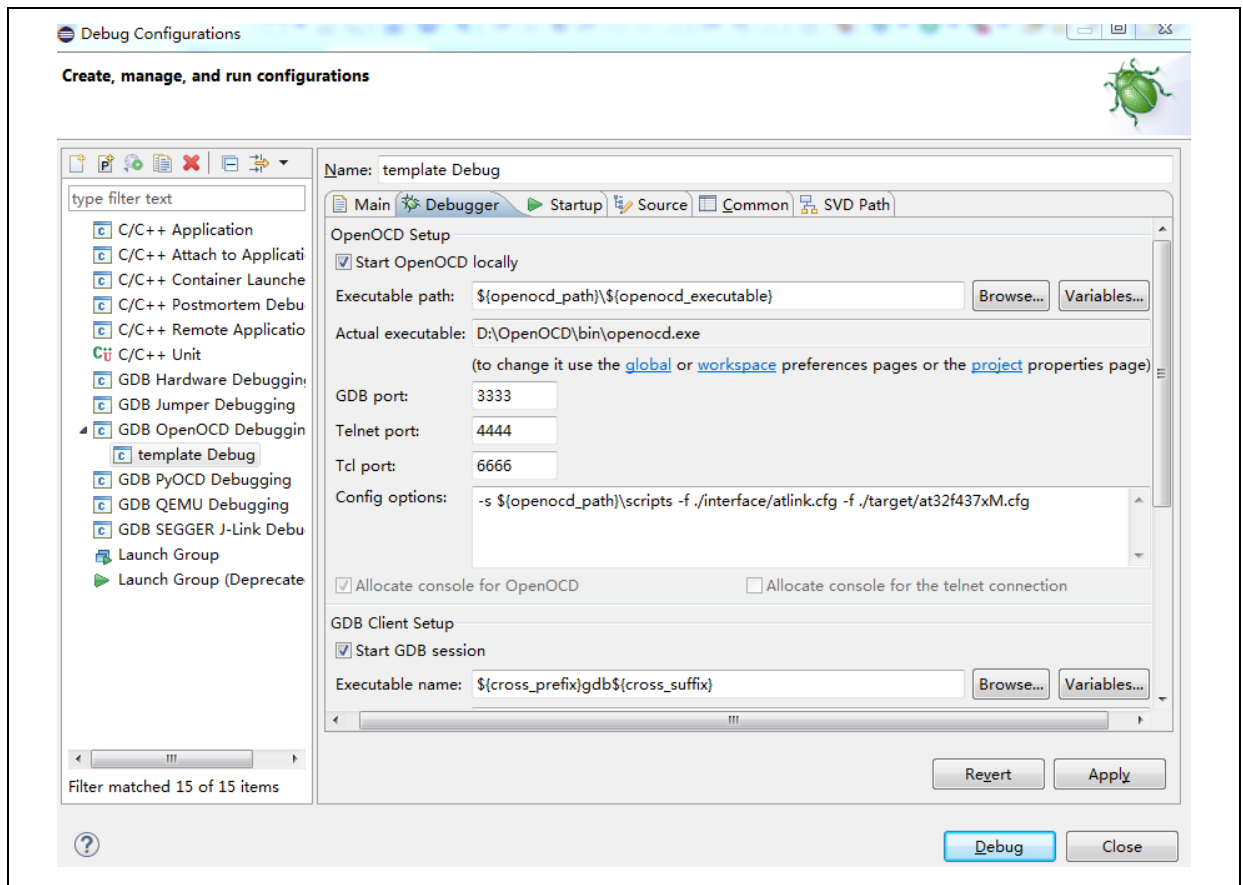 Debug Configurations
Create, manage, and run configurations
type filter text
C/C++ Application
C/C++ Attach to Applicati
C/C++ Container Launche
C/C++ Postmortem Debu
C/C++ Remote Applicatio
C/C++ Unit
GDB Hardware Debugging
GDB Jumper Debugging
GDB OpenOCD Debuggin
template Debug
GDB PyOCD Debugging
GDB QEMU Debugging
GDB SEGGER J-Link Debu
Launch Group
Launch Group (Deprecate
Filter matched 15 of 15 items
Name: template Debug
Main Debugger Startup Source Common SVD Path
OpenOCD Setup
Start OpenOCD locally
Executable path: ${openocd_path}\${openocd_executable} Browse... Variables...
Actual executable: D:\OpenOCD\bin\openocd.exe
(to change it use the global or workspace preferences pages or the project properties page)
GDB port: 3333
Telnet port: 4444
Tcl port: 6666
Config options: -s ${openocd_path}\scripts -f ./interface/atlink.cfg -f ./target/at32f437xM.cfg
Allocate console for OpenOCD Allocate console for the telnet connection
GDB Client Setup
Start GDB session
Executable name: ${cross_prefix}gdb${cross_suffix} Browse... Variables...
Revert Apply
Debug Close